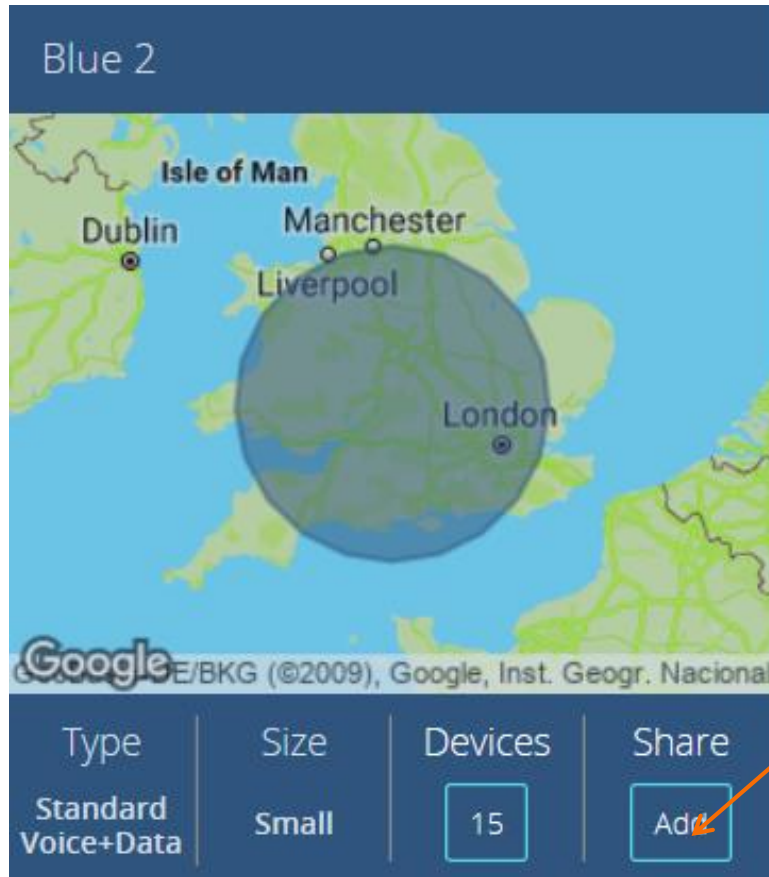 Blue 2
Isle of Man
Manchester
Dublin
Liverpool
London
Google
E/BKG (©2009), Google, Inst. Geogr. Nacional
Type Size Devices Share
Standard
Voice+Data Small 15 Add